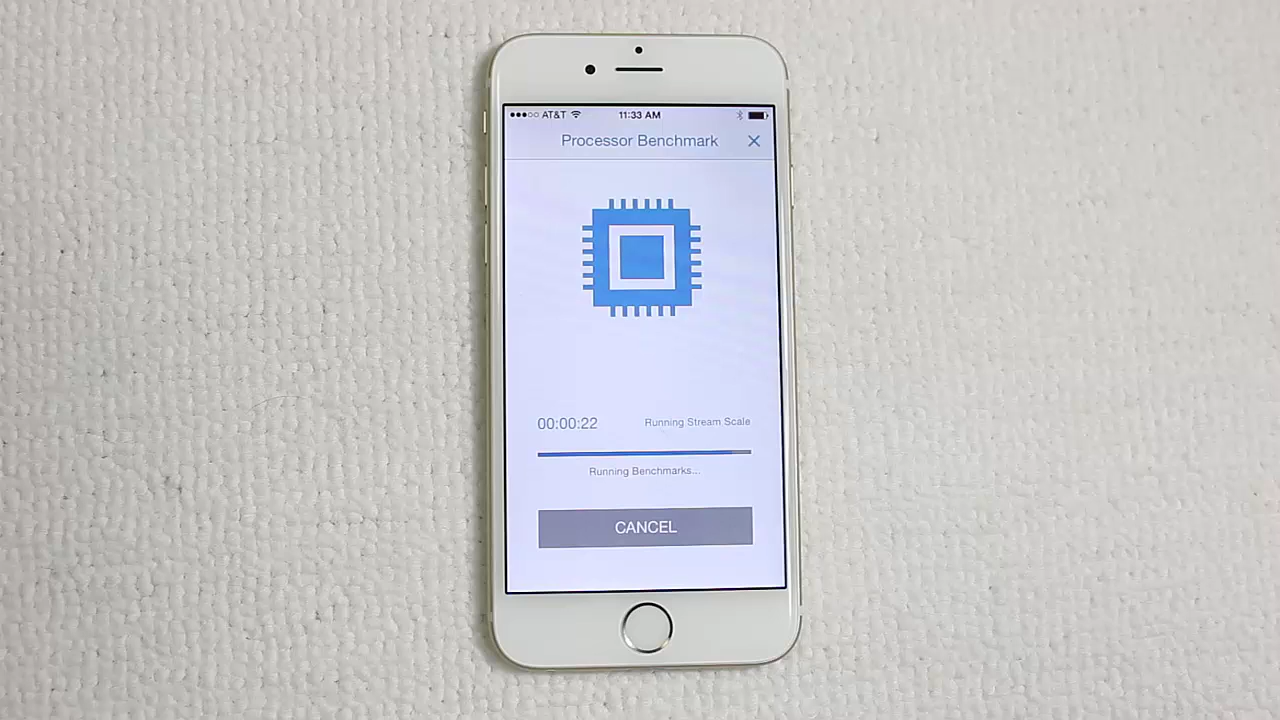 AT&T 11:33 AM
Processor Benchmark
00:00:22 Running Stream Scale
Running Benchmarks...
CANCEL